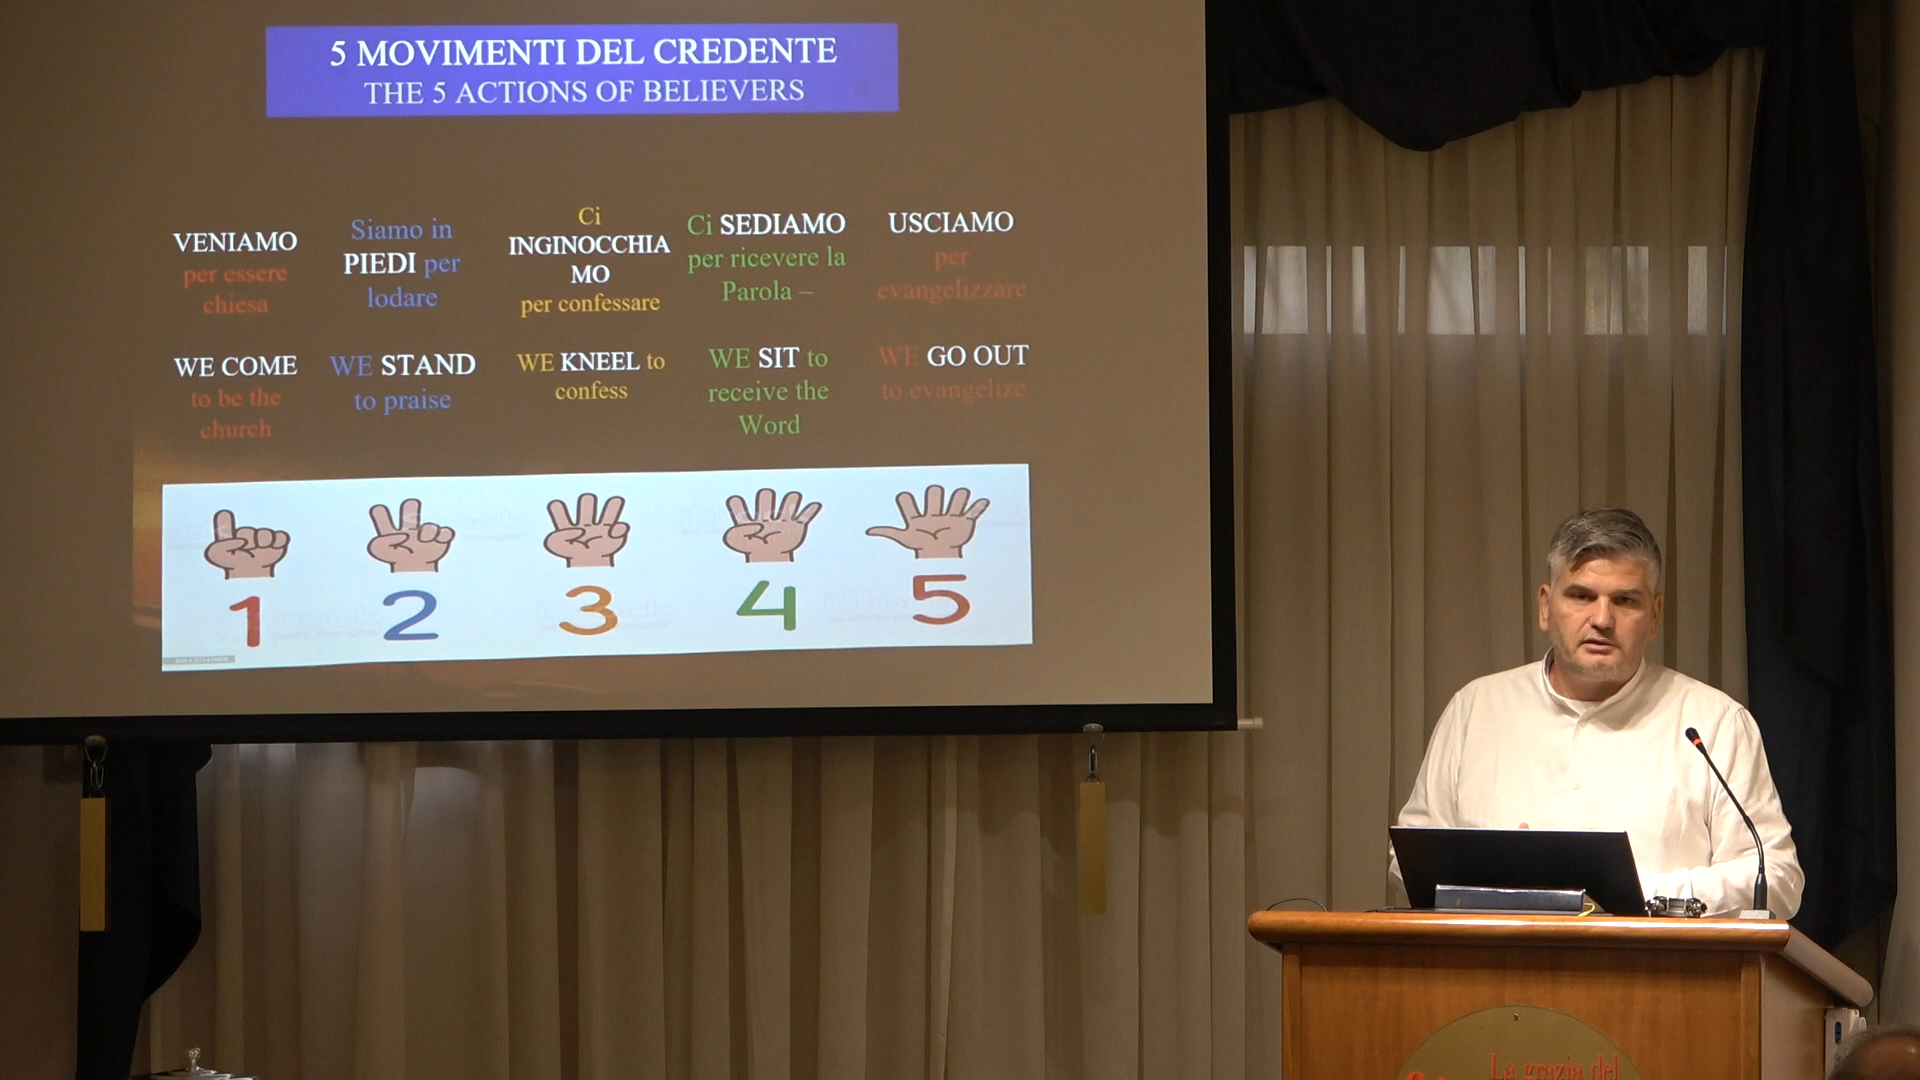 5 MOVIMENTI DEL CREDENTE
THE 5 ACTIONS OF BELIEVERS
VENIAMO
per essere
chiesa
Siamo in
PIEDI per
lodare
Ci
INGINOCCHIA
MO
per confessare
Ci SEDIAMO
per ricevere la
Parola –
USCIAMO
per
evangelizzare
WE COME
to be the
church
WE STAND
to praise
WE KNEEL to
confess
WE SIT to
receive the
Word
WE GO OUT
to evangelize
1 2 3 4 5
La grazia del